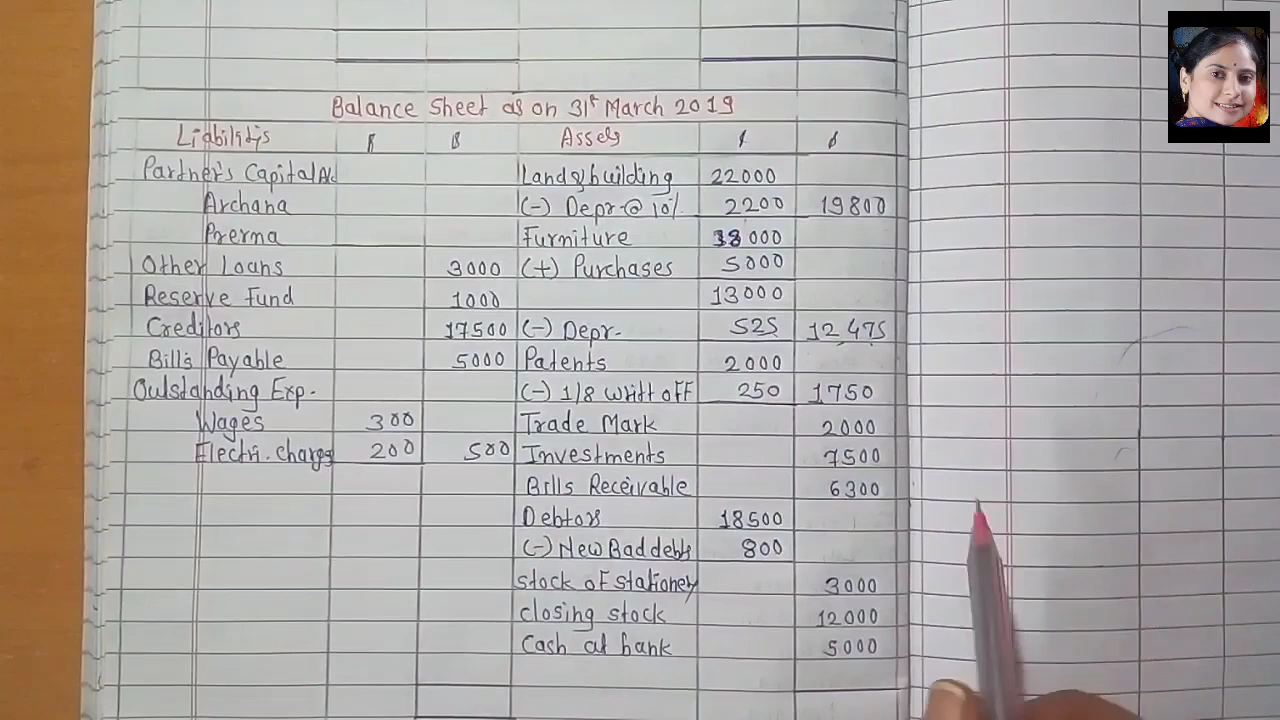 Balance Sheet as on 31st March 2019
Liabilitis ₹ ₹ Assets ₹ ₹
Partner's Capital A/c Land & building 22000
Archana (-) Depr@ 10% 2200 19800
Prerma Furniture 18000
Other Loans 3000 (+) Purchases 5000
Reserve Fund 1000 13000
Creditors 17500 (-) Depr. 525 12475
Bills Payable 5000 Patents 2000
Outstanding Exp. (-) 1/8 writt off 250 1750
Wages 300 Trade Mark 2000
Electri. charges 200 500 Investments 7500
Bills Receivable 6300
Debtors 18500
(-) New Bad debts 800
stock of stationery 3000
closing stock 12000
Cash at bank 5000